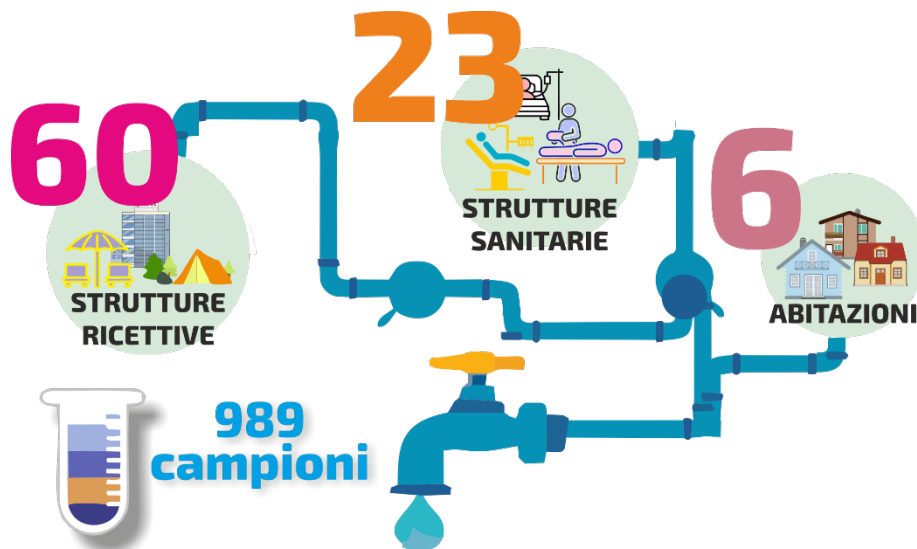 60
STRUTTURE
RICETTIVE
23
STRUTTURE
SANITARIE
6
ABITAZIONI
989
campioni